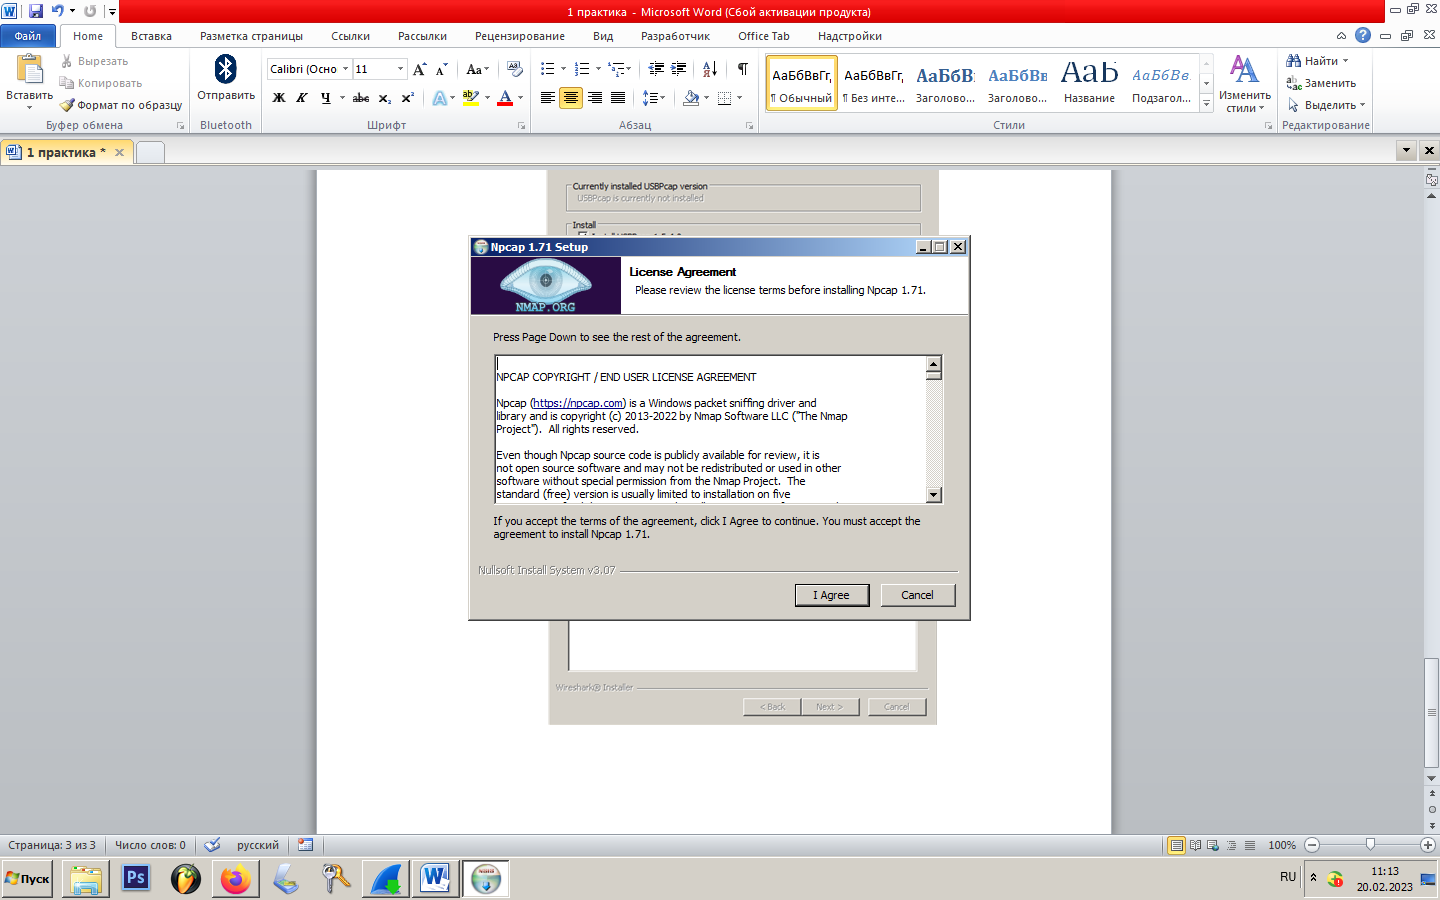 1 практика - Microsoft Word (Сбой активации продукта)
Файл Home Вставка Разметка страницы Ссылки Рассылки Рецензирование Вид Разработчик Office Tab Надстройки
Вставить
Вырезать
Копировать
Формат по образцу
Буфер обмена
Отправить
Bluetooth
Calibri (Осно 11
Шрифт
Абзац
АаБбВвГг, АаБбВвГг, АаБбВ АаБбВв АаБ АаБбВв.
¶ Обычный ¶ Без инте... Заголово... Заголово... Название Подзагол...
Изменить стили
Стили
Найти
Заменить
Выделить
Редактирование
1 практика *
Currently installed USBPcap version
USBPcap is currently not installed
Install
Npcap 1.71 Setup
NMAP.ORG
License Agreement
Please review the license terms before installing Npcap 1.71.
Press Page Down to see the rest of the agreement.
NPCAP COPYRIGHT / END USER LICENSE AGREEMENT
Npcap (https://npcap.com) is a Windows packet sniffing driver and
library and is copyright (c) 2013-2022 by Nmap Software LLC ("The Nmap
Project"). All rights reserved.
Even though Npcap source code is publicly available for review, it is
not open source software and may not be redistributed or used in other
software without special permission from the Nmap Project. The
standard (free) version is usually limited to installation on five
If you accept the terms of the agreement, click I Agree to continue. You must accept the
agreement to install Npcap 1.71.
Nullsoft Install System v3.07
I Agree Cancel
Wireshark® Installer
< Back Next > Cancel
Страница: 3 из 3 Число слов: 0 русский 100%
Пуск
RU
11:13
20.02.2023